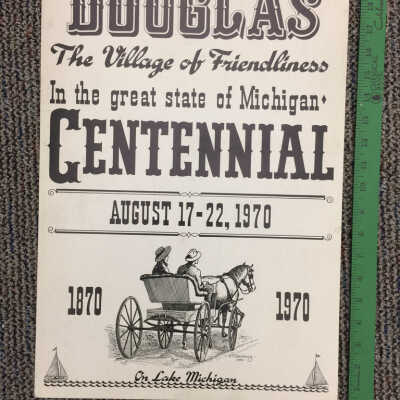 DOUGLAS
The Village of Friendliness
In the great state of Michigan
CENTENNIAL
AUGUST 17-22, 1970
1870
1970
On Lake Michigan